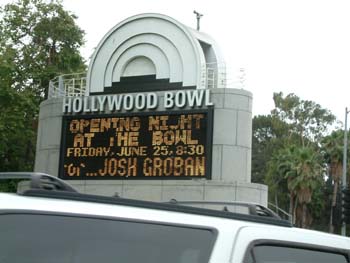 HOLLYWOOD BOWL
OPENING NIGHT
AT THE BOWL
FRIDAY, JUNE 25, 8:30
JOSH GROBAN